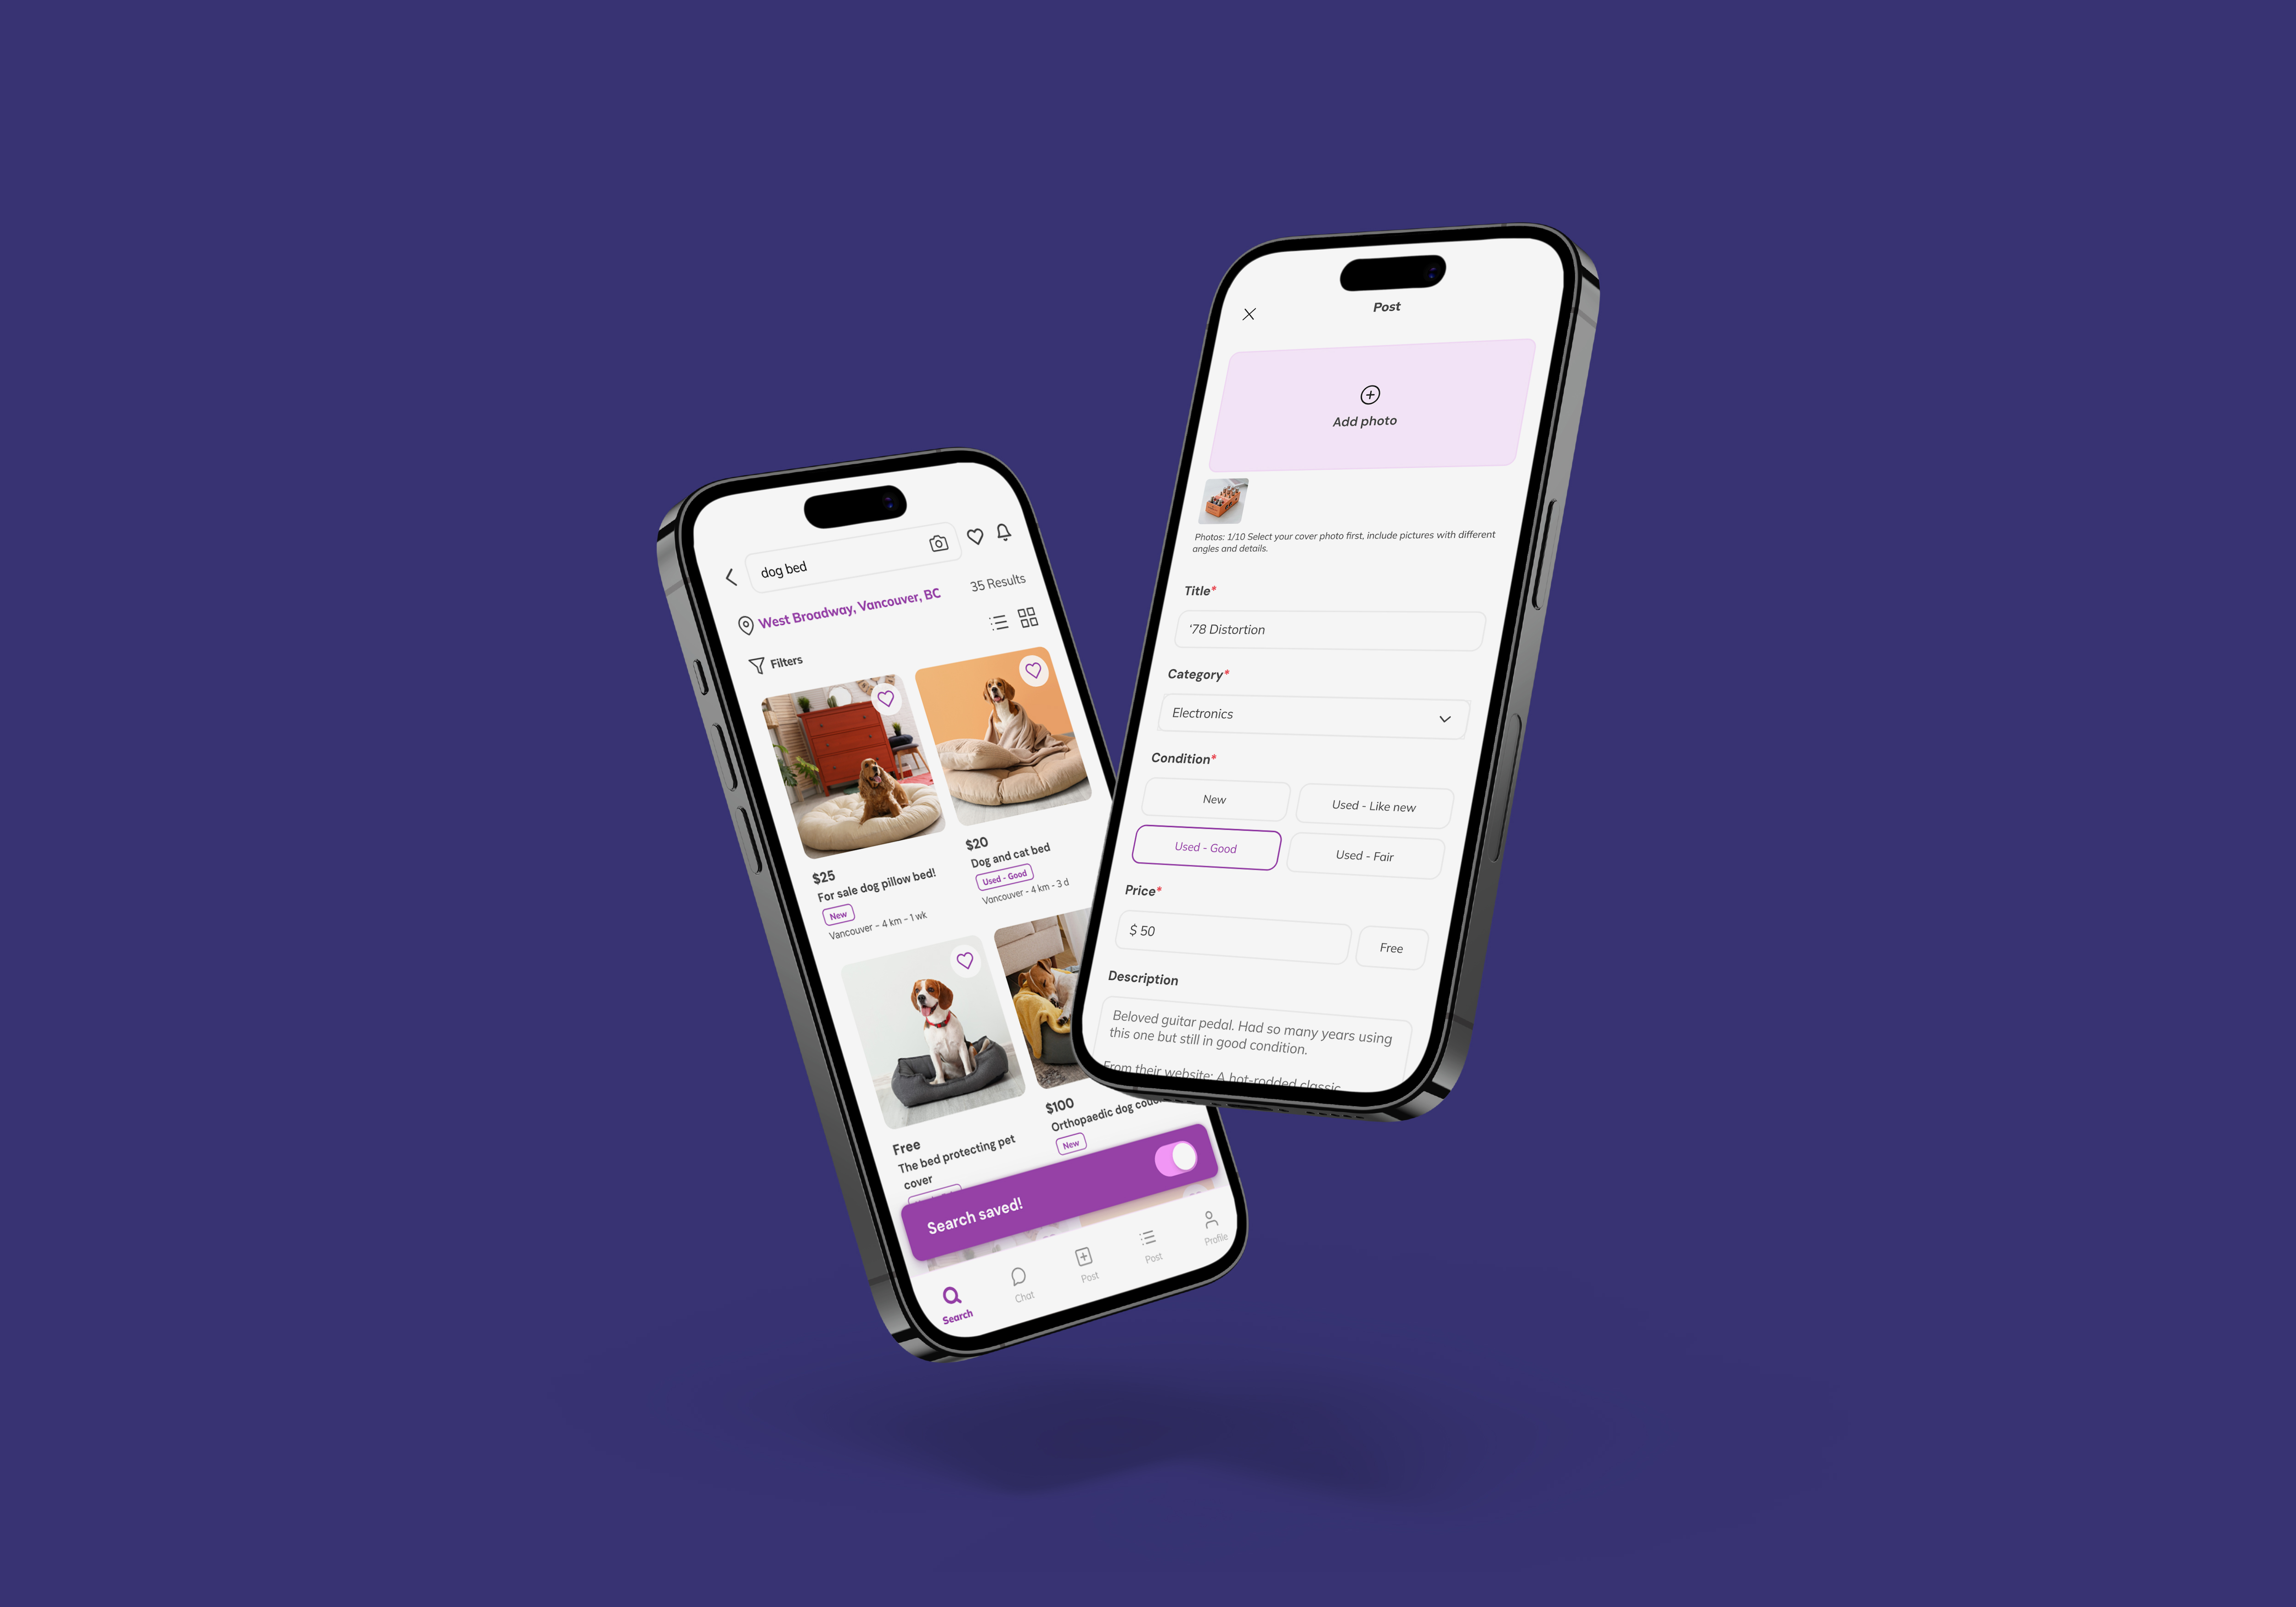 dog bed
West Broadway, Vancouver, BC
35 Results
Filters
$25
For sale dog pillow bed!
New
Vancouver - 4 km - 1 wk
$20
Dog and cat bed
Used - Good
Vancouver - 4 km - 3 d
Free
The bed protecting pet
cover
$100
Orthopaedic dog
New
Search saved!
Search
Chat
Post
Post
Profile
Post
Add photo
Photos: 1/10 Select your cover photo first, include pictures with different
angles and details.
Title*
'78 Distortion
Category*
Electronics
Condition*
New
Used - Like new
Used - Good
Used - Fair
Price*
$ 50
Free
Description
Beloved guitar pedal. Had so many years using
this one but still in good condition.
From their website: A hot-rodded classic